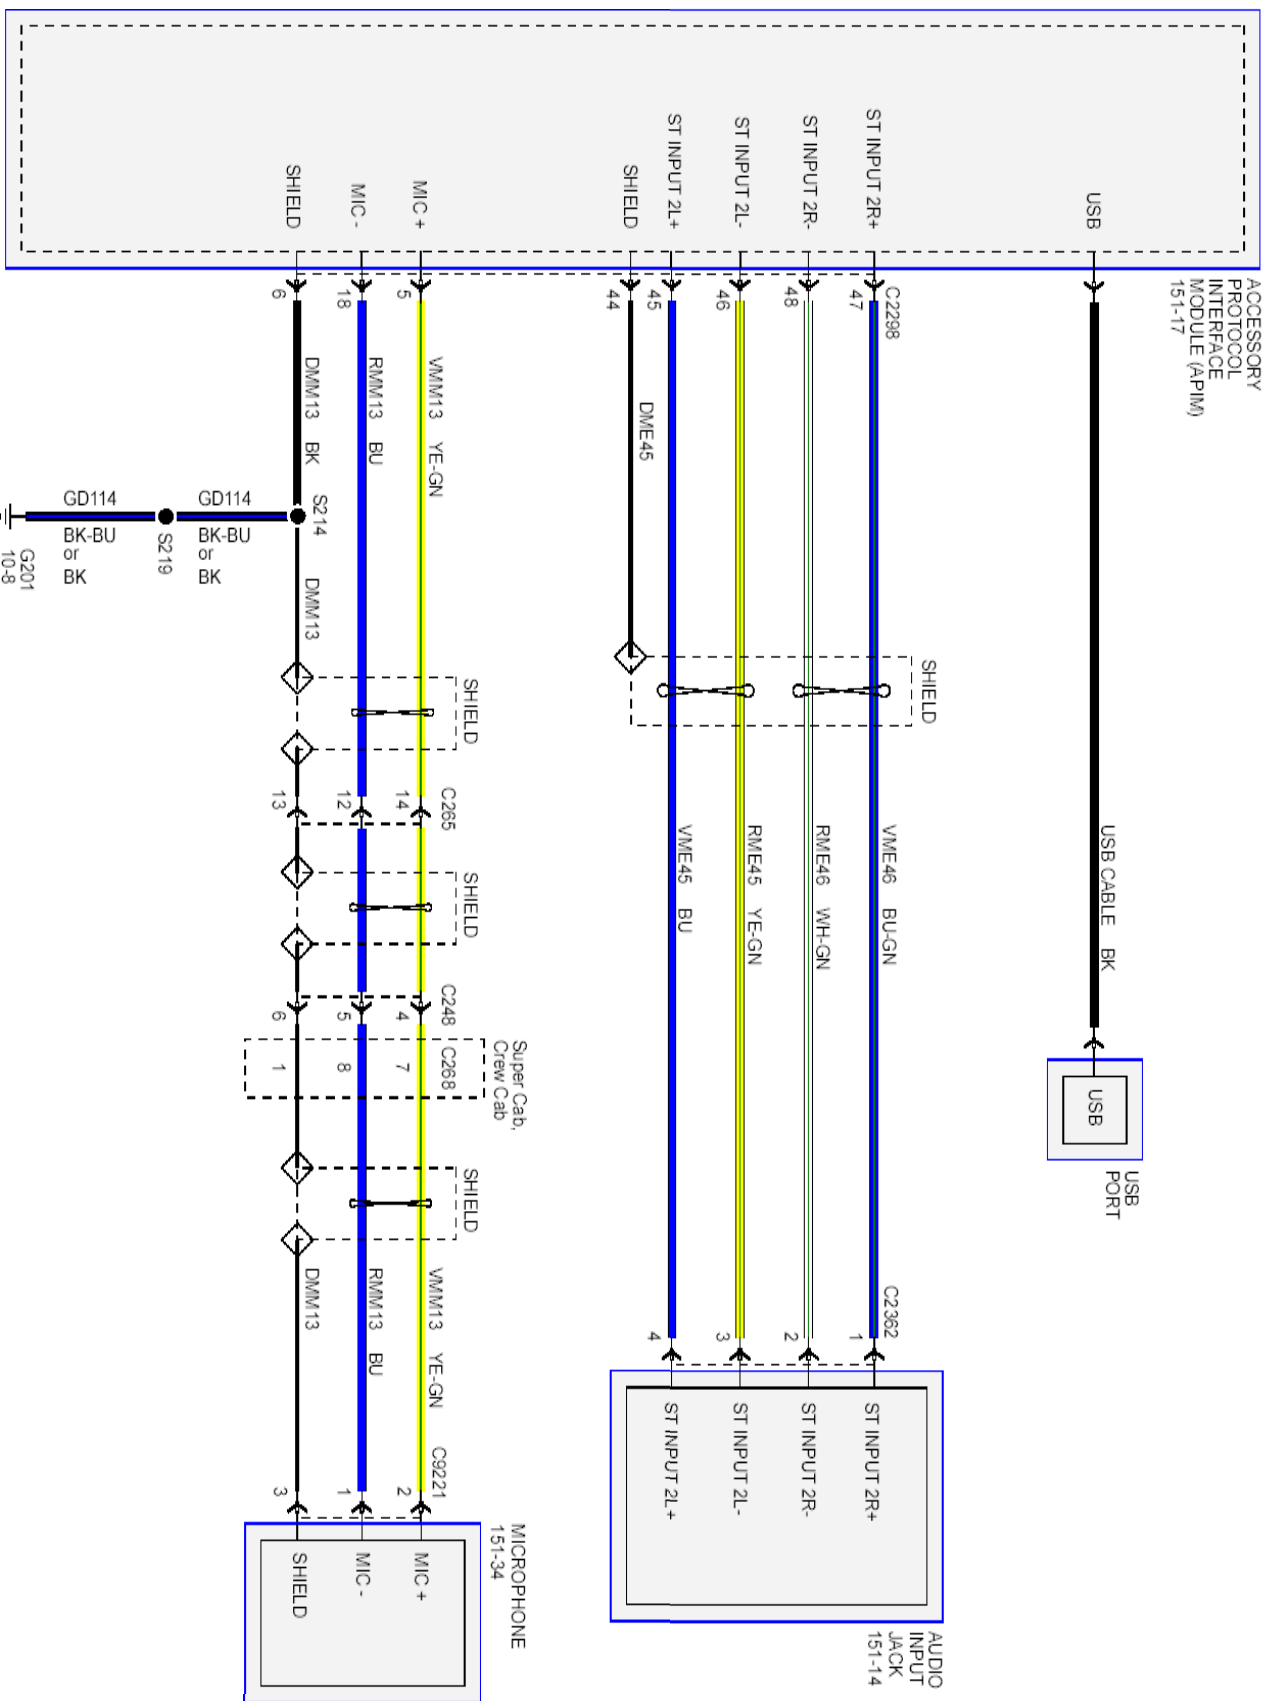 ACCESSORY
PROTOCOL
INTERFACE
MODULE (APIM)
151-17
USB
ST INPUT 2R+
ST INPUT 2R-
ST INPUT 2L-
ST INPUT 2L+
SHIELD
MIC +
MIC -
SHIELD
C2298
47
48
46
45
44
5
18
6
USB CABLE BK
VME46 BU-GN
RME46 WH-GN
RME45 YE-GN
VME45 BU
DME45
SHIELD
VMM13 YE-GN
RMM13 BU
DMM13 BK
S214
DMM13
GD114
BK-BU
or
BK
S219
GD114
BK-BU
or
BK
G201
10-8
SHIELD
C265
14
12
13
SHIELD
C248
4
5
6
Super Cab,
Crew Cab
C268
7
8
1
SHIELD
VMM13 YE-GN
RMM13 BU
DMM13
C9221
2
1
3
MICROPHONE
151-34
MIC +
MIC -
SHIELD
USB
USB
PORT
C2362
1
2
3
4
ST INPUT 2R+
ST INPUT 2R-
ST INPUT 2L-
ST INPUT 2L+
AUDIO
INPUT
JACK
151-14